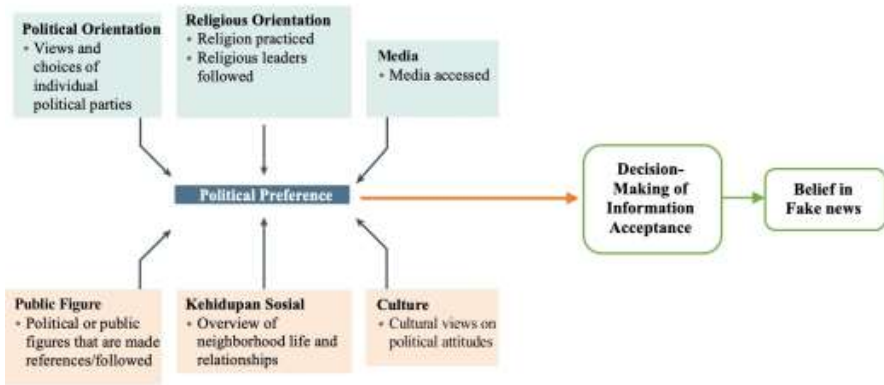 Political Orientation
• Views and
choices of
individual
political parties
Religious Orientation
• Religion practiced
• Religious leaders
followed
Media
• Media accessed
Political Preference
Decision-
Making of
Information
Acceptance
Belief in
Fake news
Public Figure
• Political or public
figures that are made
references/followed
Kehidupan Sosial
• Overview of
neighborhood life and
relationships
Culture
• Cultural views on
political attitudes